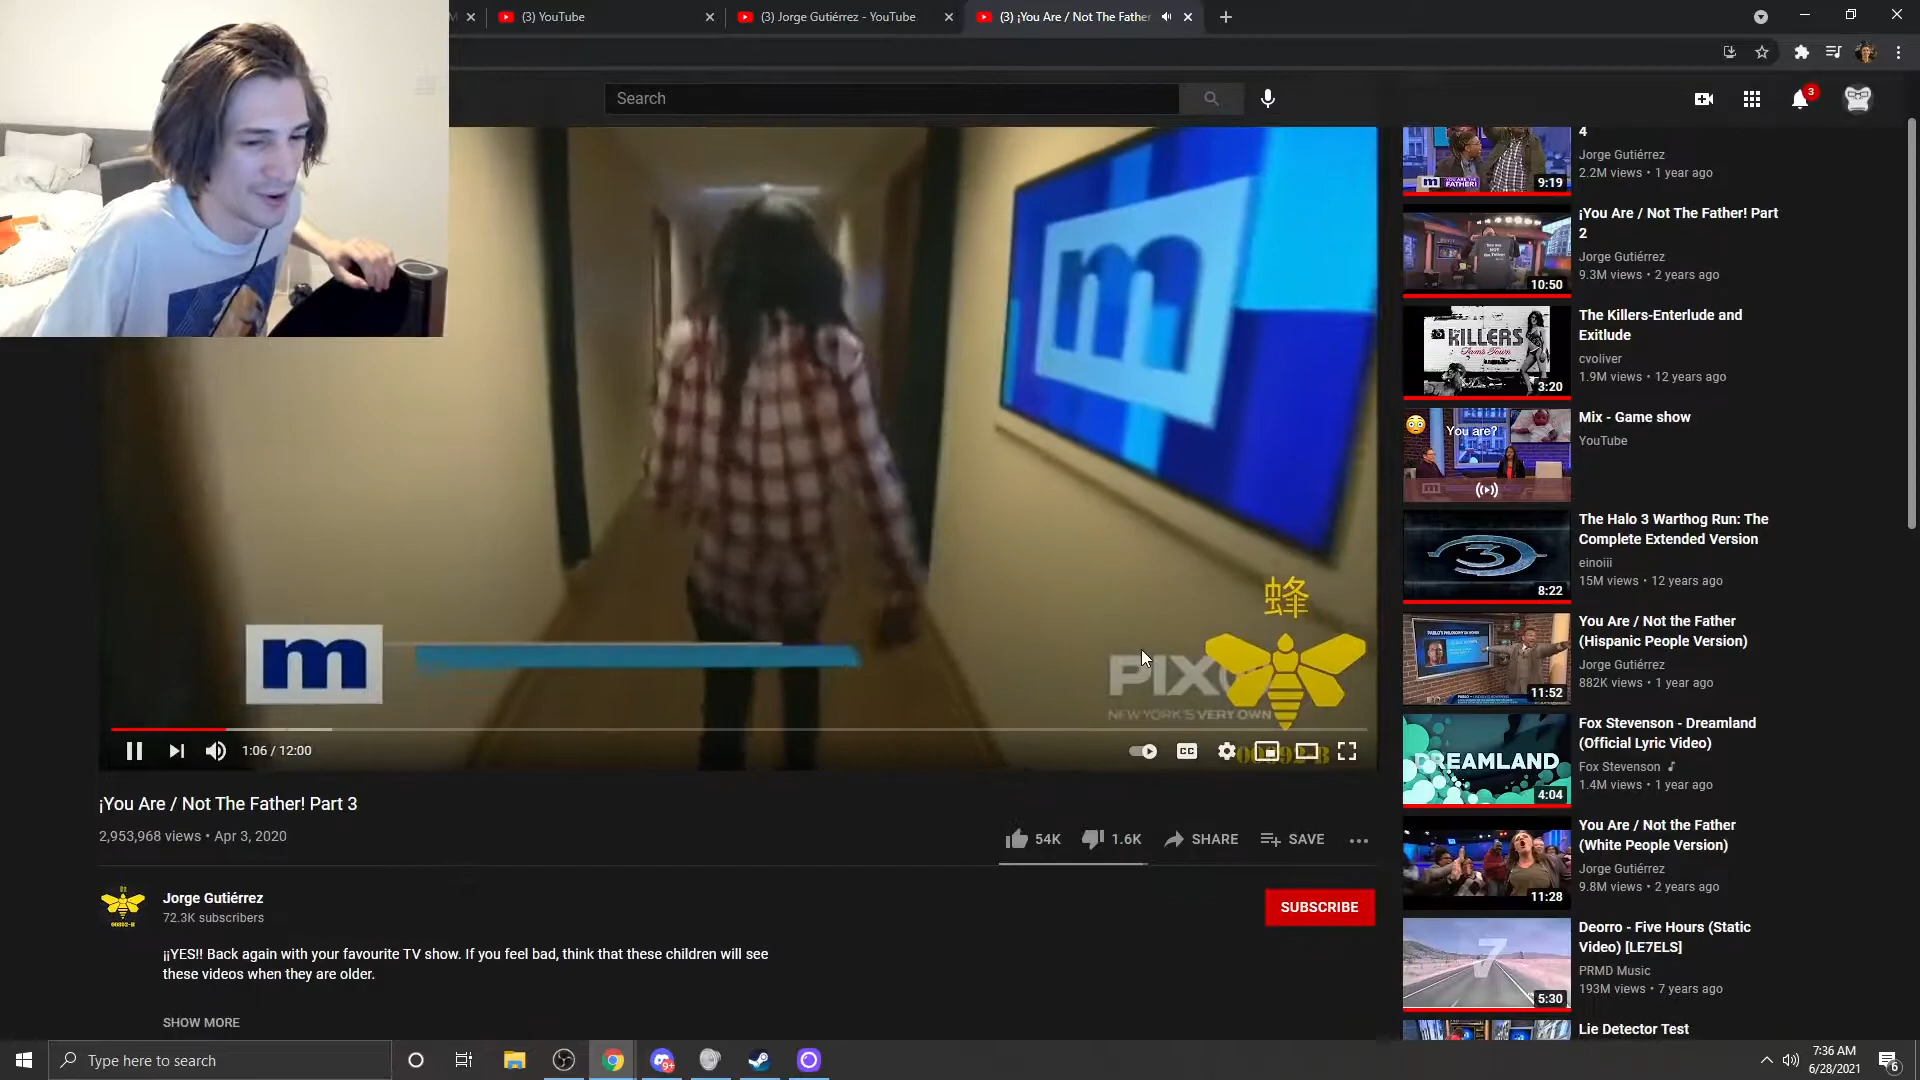 (3) YouTube
(3) Jorge Gutiérrez - YouTube
(3) ¡You Are / Not The Father
Search
3
m
m
蜂
PIX
NEW YORK'S VERY OWN
00892-B
1:06 / 12:00
CC
¡You Are / Not The Father! Part 3
2,953,968 views • Apr 3, 2020
54K
1.6K
SHARE
SAVE
Jorge Gutiérrez
72.3K subscribers
SUBSCRIBE
¡¡YES!! Back again with your favourite TV show. If you feel bad, think that these children will see
these videos when they are older.
SHOW MORE
4
Jorge Gutiérrez
2.2M views • 1 year ago
m
9:19
¡You Are / Not The Father! Part
2
Jorge Gutiérrez
9.3M views • 2 years ago
10:50
The Killers-Enterlude and
Exitlude
cvoliver
1.9M views • 12 years ago
KILLERS
3:20
Mix - Game show
YouTube
You are?
The Halo 3 Warthog Run: The
Complete Extended Version
einoiii
15M views • 12 years ago
3
8:22
You Are / Not the Father
(Hispanic People Version)
Jorge Gutiérrez
882K views • 1 year ago
11:52
Fox Stevenson - Dreamland
(Official Lyric Video)
Fox Stevenson
1.4M views • 1 year ago
DREAMLAND
4:04
You Are / Not the Father
(White People Version)
Jorge Gutiérrez
9.8M views • 2 years ago
11:28
Deorro - Five Hours (Static
Video) [LE7ELS]
PRMD Music
193M views • 7 years ago
7
5:30
Lie Detector Test
Type here to search
9+
7:36 AM
6/28/2021
6